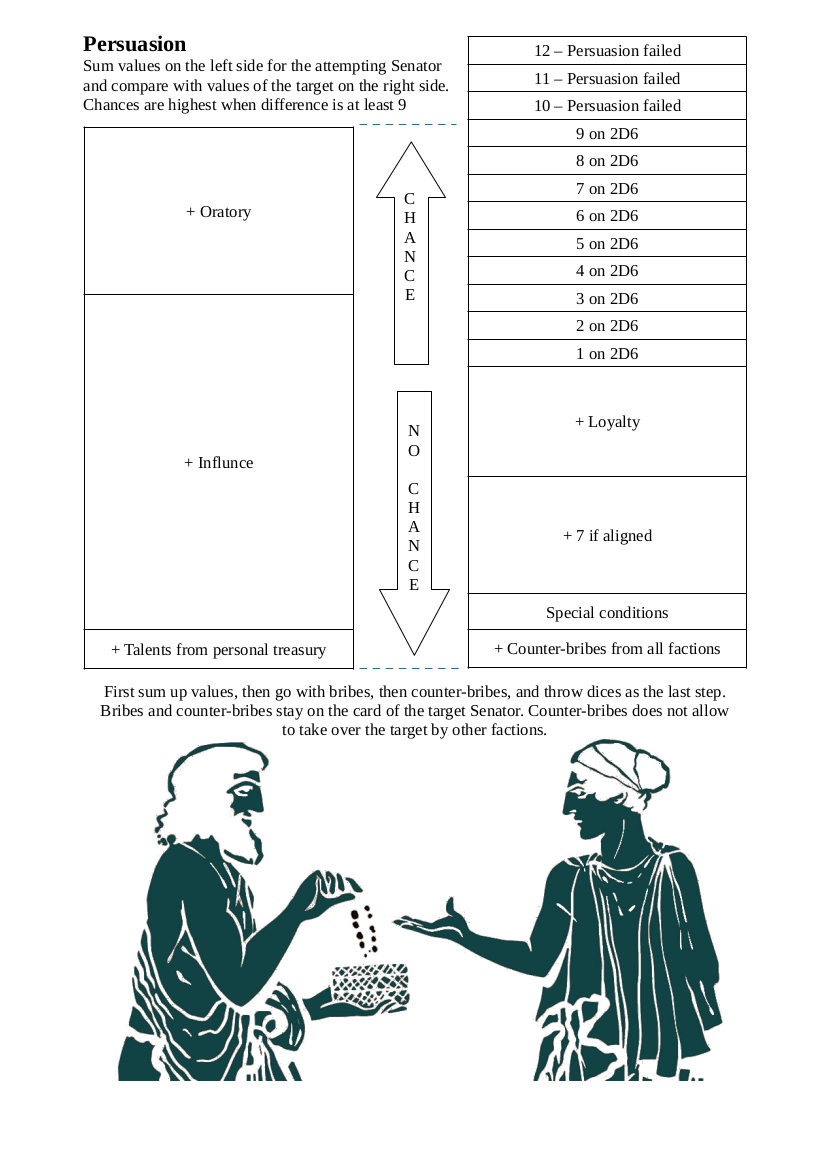 Persuasion
Sum values on the left side for the attempting Senator
and compare with values of the target on the right side.
Chances are highest when difference is at least 9
+ Oratory
+ Influnce
+ Talents from personal treasury
C
H
A
N
C
E
N
O
C
H
A
N
C
E
12 – Persuasion failed
11 – Persuasion failed
10 – Persuasion failed
9 on 2D6
8 on 2D6
7 on 2D6
6 on 2D6
5 on 2D6
4 on 2D6
3 on 2D6
2 on 2D6
1 on 2D6
+ Loyalty
+ 7 if aligned
Special conditions
+ Counter-bribes from all factions
First sum up values, then go with bribes, then counter-bribes, and throw dices as the last step.
Bribes and counter-bribes stay on the card of the target Senator. Counter-bribes does not allow
to take over the target by other factions.